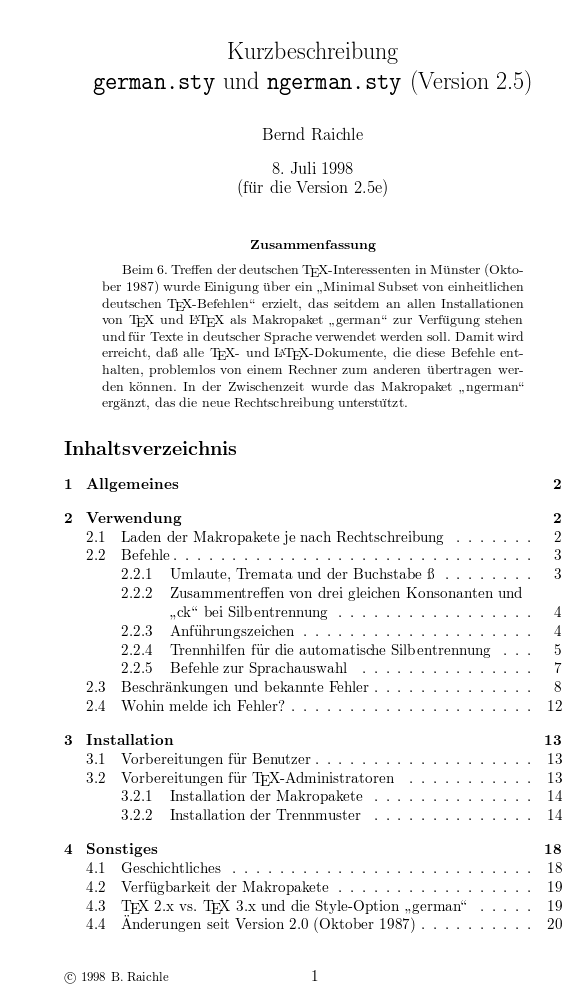 Kurzbeschreibung
german.sty und ngerman.sty (Version 2.5)
Bernd Raichle
8. Juli 1998
(für die Version 2.5e)
Zusammenfassung
Beim 6. Treffen der deutschen TEX-Interessenten in Münster (Okto-
ber 1987) wurde Einigung über ein „Minimal Subset von einheitlichen
deutschen TEX-Befehlen“ erzielt, das seitdem an allen Installationen
von TEX und LATEX als Makropaket „german“ zur Verfügung stehen
und für Texte in deutscher Sprache verwendet werden soll. Damit wird
erreicht, daß alle TEX- und LATEX-Dokumente, die diese Befehle ent-
halten, problemlos von einem Rechner zum anderen übertragen wer-
den können. In der Zwischenzeit wurde das Makropaket „ngerman“
ergänzt, das die neue Rechtschreibung unterstützt.
Inhaltsverzeichnis
1 Allgemeines 2
2 Verwendung 2
2.1 Laden der Makropakete je nach Rechtschreibung . . . . . . . 2
2.2 Befehle . . . . . . . . . . . . . . . . . . . . . . . . . . . . . . . 3
2.2.1 Umlaute, Tremata und der Buchstabe ß . . . . . . . . 3
2.2.2 Zusammentreffen von drei gleichen Konsonanten und
„ck“ bei Silbentrennung . . . . . . . . . . . . . . . . . 4
2.2.3 Anführungszeichen . . . . . . . . . . . . . . . . . . . . 4
2.2.4 Trennhilfen für die automatische Silbentrennung . . . 5
2.2.5 Befehle zur Sprachauswahl . . . . . . . . . . . . . . . 7
2.3 Beschränkungen und bekannte Fehler . . . . . . . . . . . . . . 8
2.4 Wohin melde ich Fehler? . . . . . . . . . . . . . . . . . . . . . 12
3 Installation 13
3.1 Vorbereitungen für Benutzer . . . . . . . . . . . . . . . . . . . 13
3.2 Vorbereitungen für TEX-Administratoren . . . . . . . . . . . 13
3.2.1 Installation der Makropakete . . . . . . . . . . . . . . 14
3.2.2 Installation der Trennmuster . . . . . . . . . . . . . . 14
4 Sonstiges 18
4.1 Geschichtliches . . . . . . . . . . . . . . . . . . . . . . . . . . 18
4.2 Verfügbarkeit der Makropakete . . . . . . . . . . . . . . . . . 19
4.3 TEX 2.x vs. TEX 3.x und die Style-Option „german“ . . . . . 19
4.4 Änderungen seit Version 2.0 (Oktober 1987) . . . . . . . . . . 20
© 1998 B. Raichle 1